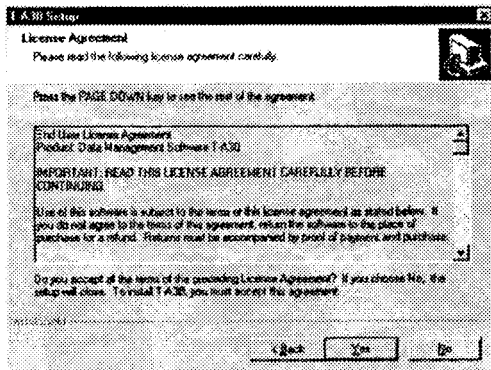 T-A30 Setup
License Agreement
Please read the following license agreement carefully.
Press the PAGE DOWN key to see the rest of the agreement.
End User License Agreement
Product: Data Management Software T-A30
IMPORTANT: READ THIS LICENSE AGREEMENT CAREFULLY BEFORE
CONTINUING.
Use of this software is subject to the terms of this license agreement as stated below. If
you do not agree to the terms of this agreement, return the software to the place of
purchase for a refund. Returns must be accompanied by proof of payment and purchase.
Do you accept all the terms of the preceding License Agreement? If you choose No, the
setup will close. To install T-A30, you must accept this agreement.
< Back
Yes
No